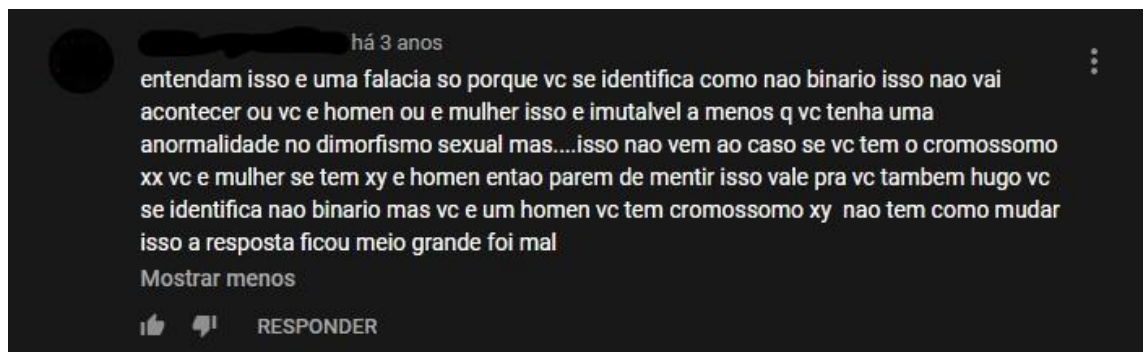 há 3 anos
entendam isso e uma falacia so porque vc se identifica como nao binario isso nao vai
acontecer ou vc e homen ou e mulher isso e imutalvel a menos q vc tenha uma
anormalidade no dimorfismo sexual mas....isso nao vem ao caso se vc tem o cromossomo
xx vc e mulher se tem xy e homen entao parem de mentir isso vale pra vc tambem hugo vc
se identifica nao binario mas vc e um homen vc tem cromossomo xy  nao tem como mudar
isso a resposta ficou meio grande foi mal
Mostrar menos
RESPONDER